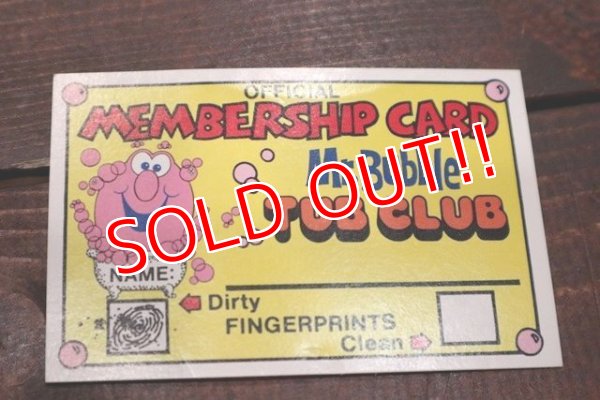 OFFICIAL
MEMBERSHIP CARD
Mr. Bubble
TUB CLUB
SOLD OUT!!
NAME:
Dirty
FINGERPRINTS
Clean